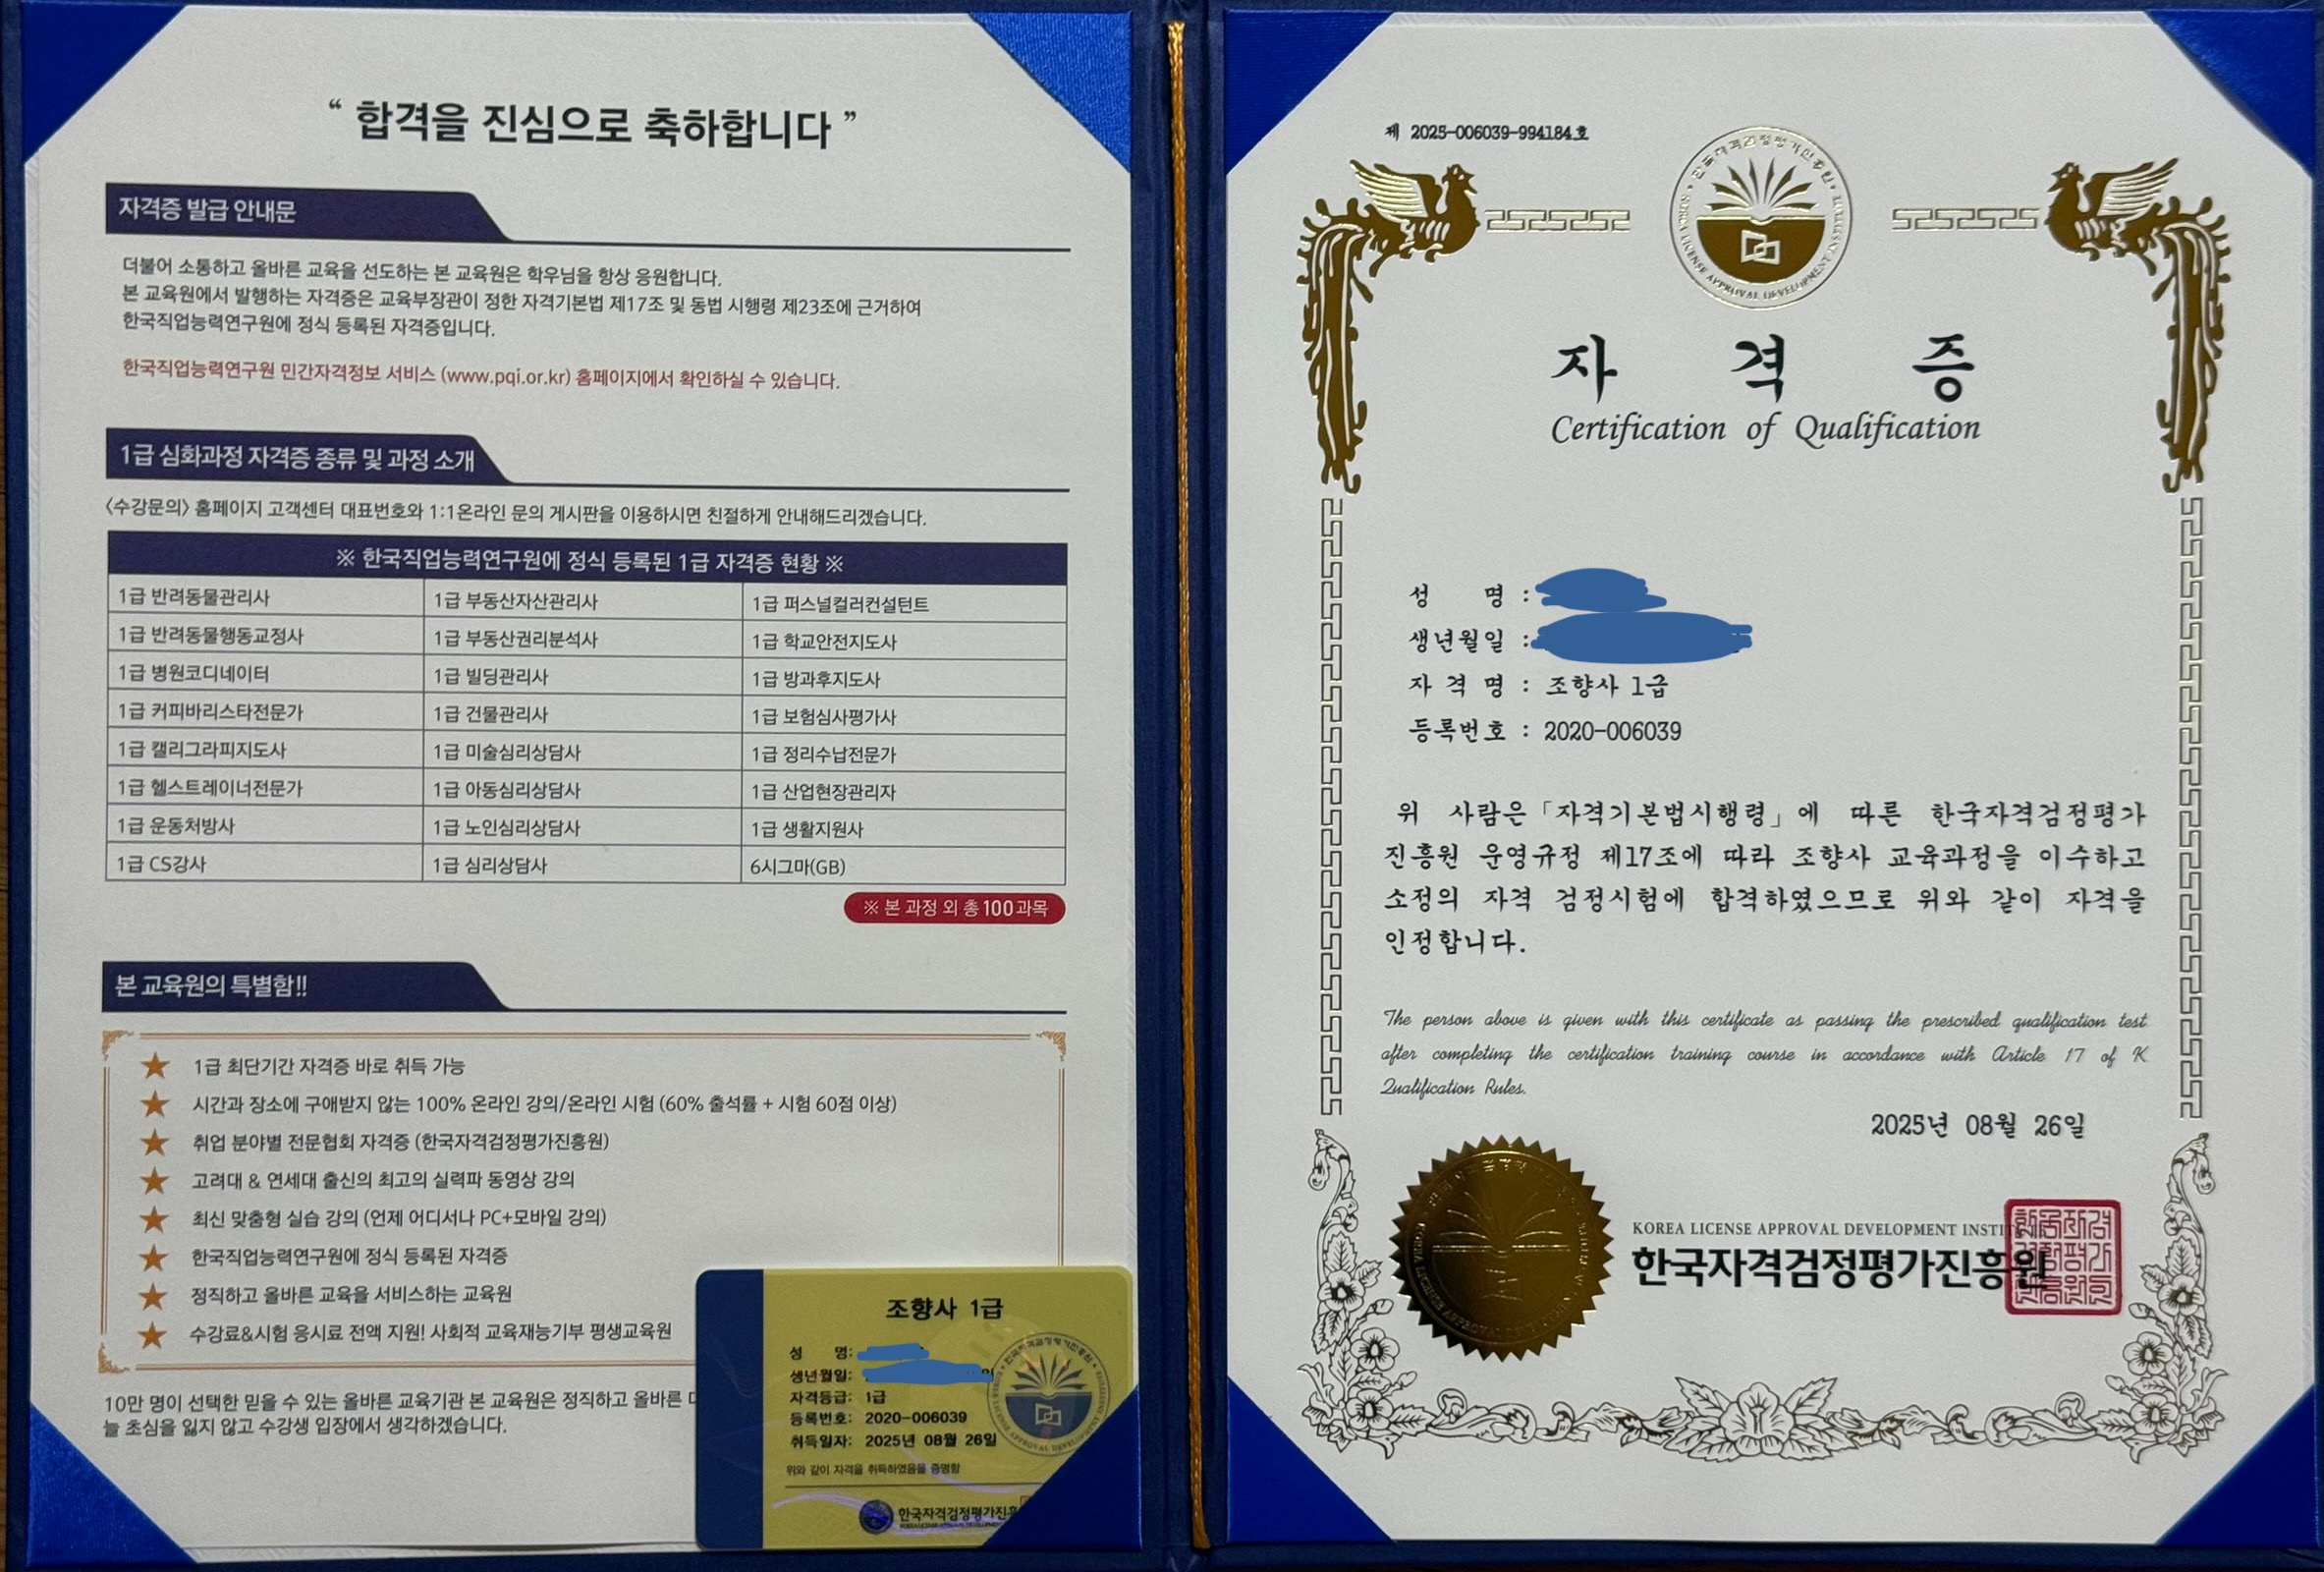 “ 합격을 진심으로 축하합니다 ”
자격증 발급 안내문
더불어 소통하고 올바른 교육을 선도하는 본 교육원은 학우님을 항상 응원합니다.
본 교육원에서 발행하는 자격증은 교육부장관이 정한 자격기본법 제17조 및 동법 시행령 제23조에 근거하여
한국직업능력연구원에 정식 등록된 자격증입니다.
한국직업능력연구원 민간자격정보 서비스 (www.pqi.or.kr) 홈페이지에서 확인하실 수 있습니다.
1급 심화과정 자격증 종류 및 과정 소개
〈수강문의〉 홈페이지 고객센터 대표번호와 1:1온라인 문의 게시판을 이용하시면 친절하게 안내해드리겠습니다.
※ 한국직업능력연구원에 정식 등록된 1급 자격증 현황 ※
1급 반려동물관리사 1급 부동산자산관리사 1급 퍼스널컬러컨설턴트
1급 반려동물행동교정사 1급 부동산권리분석사 1급 학교안전지도사
1급 병원코디네이터 1급 빌딩관리사 1급 방과후지도사
1급 커피바리스타전문가 1급 건물관리사 1급 보험심사평가사
1급 캘리그라피지도사 1급 미술심리상담사 1급 정리수납전문가
1급 헬스트레이너전문가 1급 아동심리상담사 1급 산업현장관리자
1급 운동처방사 1급 노인심리상담사 1급 생활지원사
1급 CS강사 1급 심리상담사 6시그마(GB)
※ 본 과정 외 총 100과목
본 교육원의 특별함!!
1급 최단기간 자격증 바로 취득 가능
시간과 장소에 구애받지 않는 100% 온라인 강의/온라인 시험 (60% 출석률 + 시험 60점 이상)
취업 분야별 전문협회 자격증 (한국자격검정평가진흥원)
고려대 & 연세대 출신의 최고의 실력파 동영상 강의
최신 맞춤형 실습 강의 (언제 어디서나 PC+모바일 강의)
한국직업능력연구원에 정식 등록된 자격증
정직하고 올바른 교육을 서비스하는 교육원
수강료&시험 응시료 전액 지원! 사회적 교육재능기부 평생교육원
10만 명이 선택한 믿을 수 있는 올바른 교육기관 본 교육원은 정직하고 올바른
늘 초심을 잃지 않고 수강생 입장에서 생각하겠습니다.
조향사 1급
성 명:
생년월일:
자격등급: 1급
등록번호: 2020-006039
취득일자: 2025년 08월 26일
위와 같이 자격을 취득하였음을 증명함
한국자격검정평가진흥
제 2025-006039-994184호
한국자격검정평가진흥원
KOREA LICENSE APPROVAL DEVELOPMENT INSTITUTE
자 격 증
Certification of Qualification
성 명 :
생년월일 :
자 격 명 : 조향사 1급
등록번호 : 2020-006039
위 사람은「자격기본법시행령」에 따른 한국자격검정평가
진흥원 운영규정 제17조에 따라 조향사 교육과정을 이수하고
소정의 자격 검정시험에 합격하였으므로 위와 같이 자격을
인정합니다.
The person above is given with this certificate as passing the prescribed qualification test
after completing the certification training course in accordance with Article 17 of K
Qualification Rules.
2025년 08월 26일
KOREA LICENSE APPROVAL DEVELOPMENT
한국자격검정평가진흥원